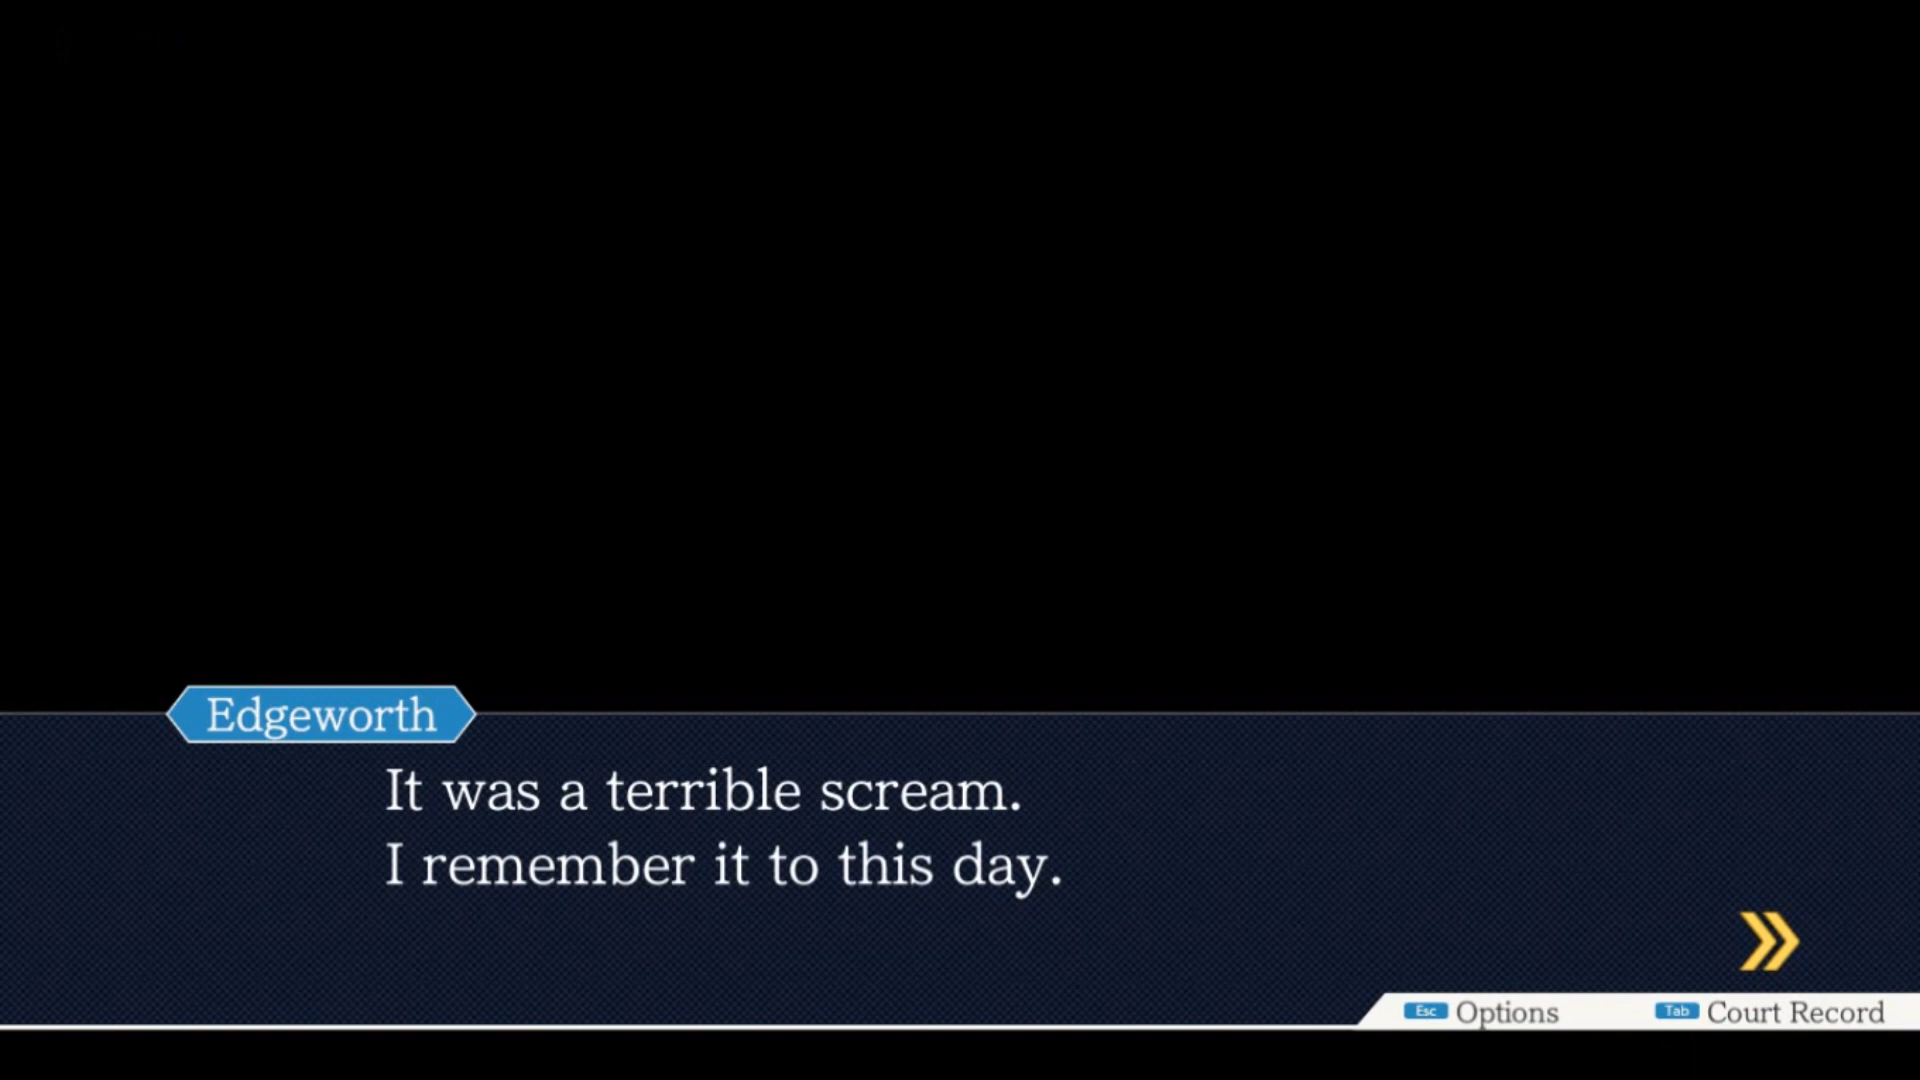 Edgeworth
It was a terrible scream.
I remember it to this day.
Esc Options Tab Court Record